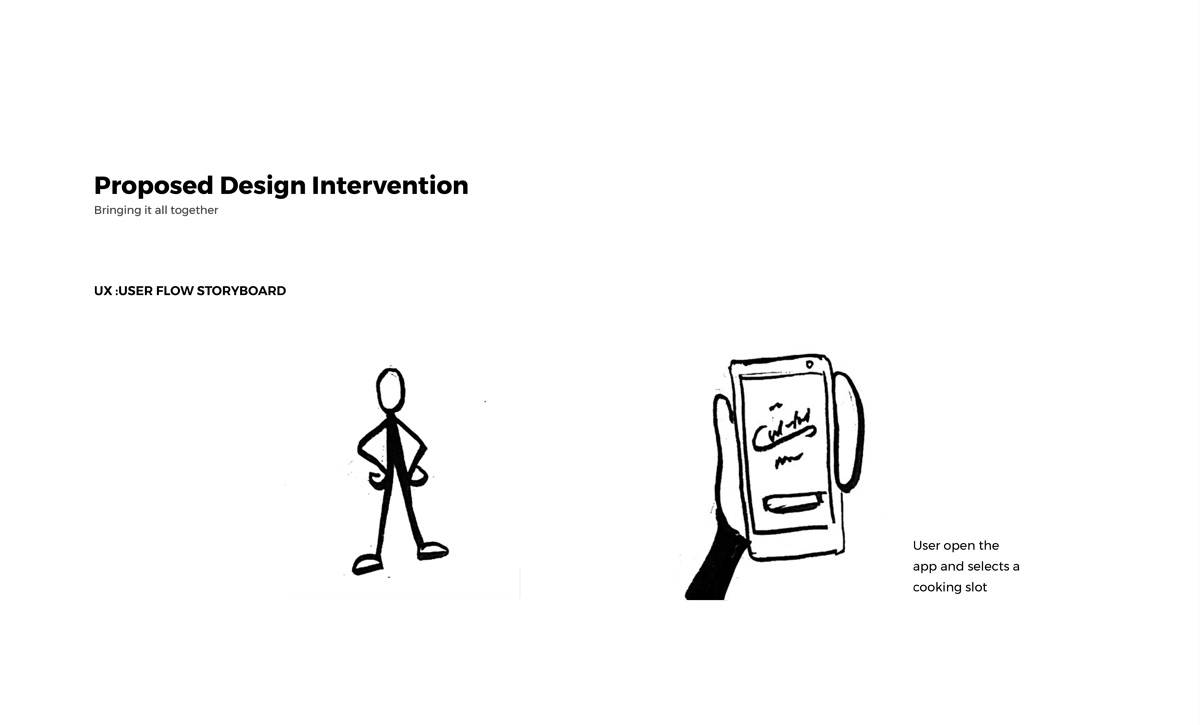 Proposed Design Intervention
Bringing it all together
UX :USER FLOW STORYBOARD
User open the
app and selects a
cooking slot